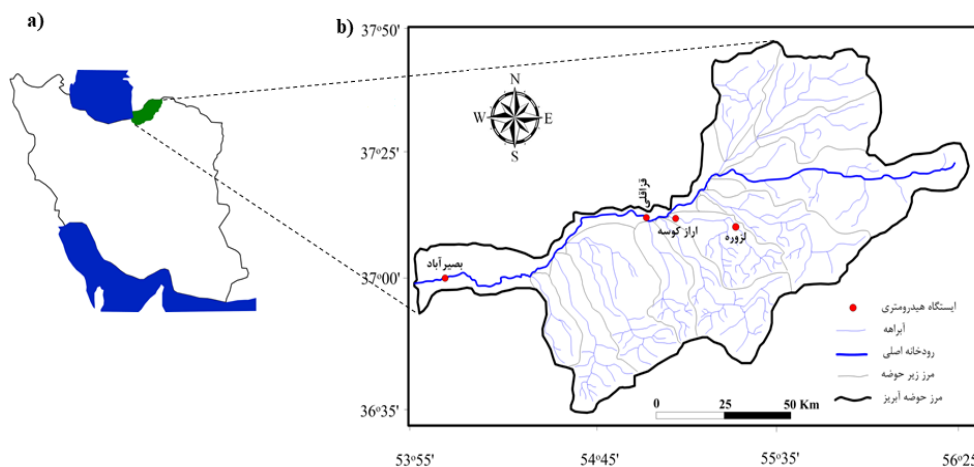 a)
b)
37°50'
37°25'
37°00'
36°35'
N
W
E
S
قزاقلی
اراز کوسه
لزوره
بصیرآباد
ایستگاه هیدرومتری
آبراهه
رودخانه اصلی
مرز زیر حوضه
مرز حوضه آبریز
0 25 50 Km
53°55' 54°45' 55°35' 56°25'